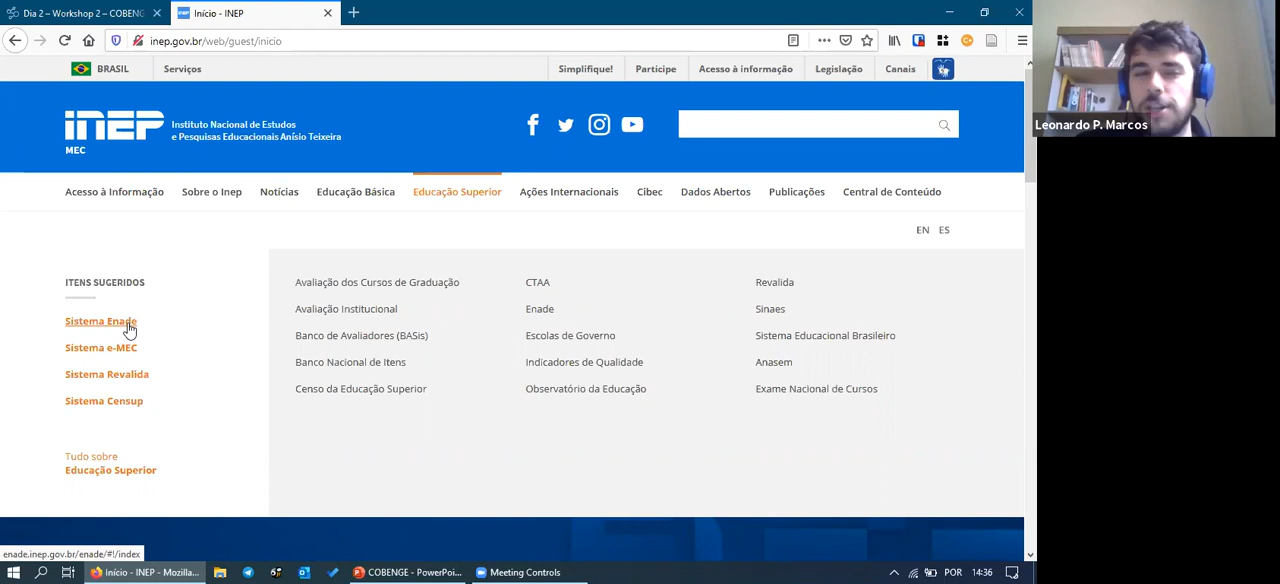 Dia 2 – Workshop 2 – COBENG
Início - INEP
inep.gov.br/web/guest/inicio
BRASIL
Serviços
Simplifique!
Participe
Acesso à informação
Legislação
Canais
inep
MEC
Instituto Nacional de Estudos
e Pesquisas Educacionais Anísio Teixeira
Acesso à Informação
Sobre o Inep
Notícias
Educação Básica
Educação Superior
Ações Internacionais
Cibec
Dados Abertos
Publicações
Central de Conteúdo
EN ES
ITENS SUGERIDOS
Sistema Enade
Sistema e-MEC
Sistema Revalida
Sistema Censup
Tudo sobre
Educação Superior
Avaliação dos Cursos de Graduação
Avaliação Institucional
Banco de Avaliadores (BASis)
Banco Nacional de Itens
Censo da Educação Superior
CTAA
Enade
Escolas de Governo
Indicadores de Qualidade
Observatório da Educação
Revalida
Sinaes
Sistema Educacional Brasileiro
Anasem
Exame Nacional de Cursos
enade.inep.gov.br/enade/#!/index
Início - INEP - Mozilla...
COBENGE - PowerPoi...
Meeting Controls
POR
14:36
Leonardo P. Marcos